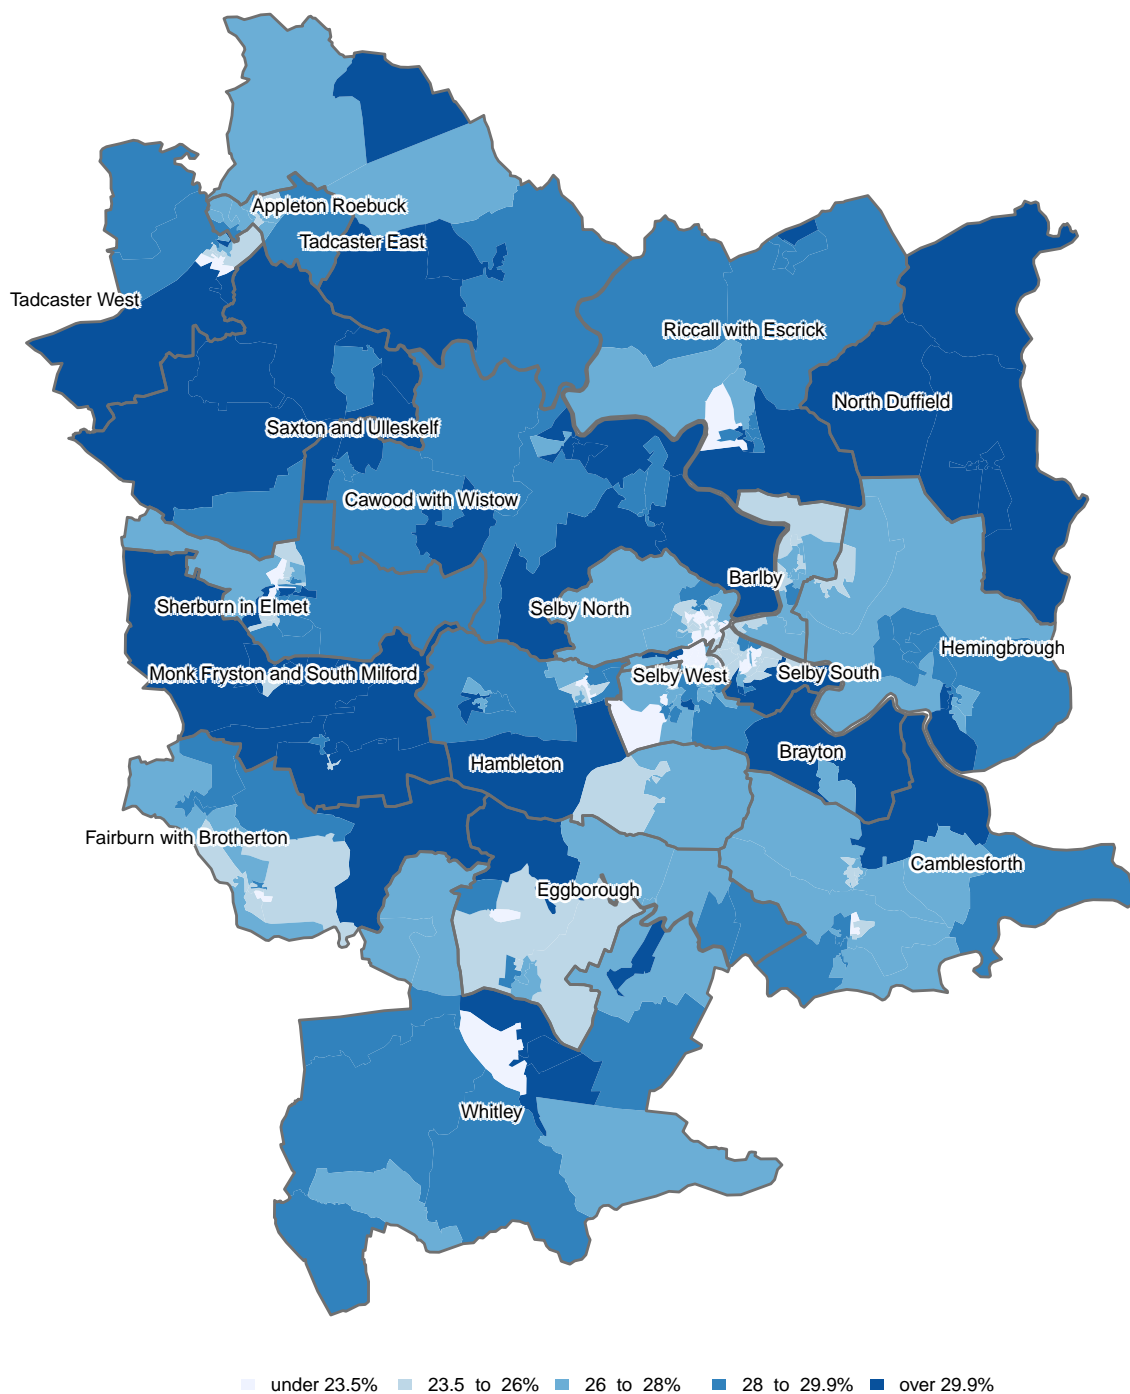 Appleton Roebuck
Tadcaster East
Tadcaster West
Riccall with Escrick
North Duffield
Saxton and Ulleskelf
Cawood with Wistow
Barlby
Sherburn in Elmet
Selby North
Hemingbrough
Monk Fryston and South Milford
Selby West
Selby South
Hambleton
Brayton
Fairburn with Brotherton
Camblesforth
Eggborough
Whitley
under 23.5% 23.5 to 26% 26 to 28% 28 to 29.9% over 29.9%